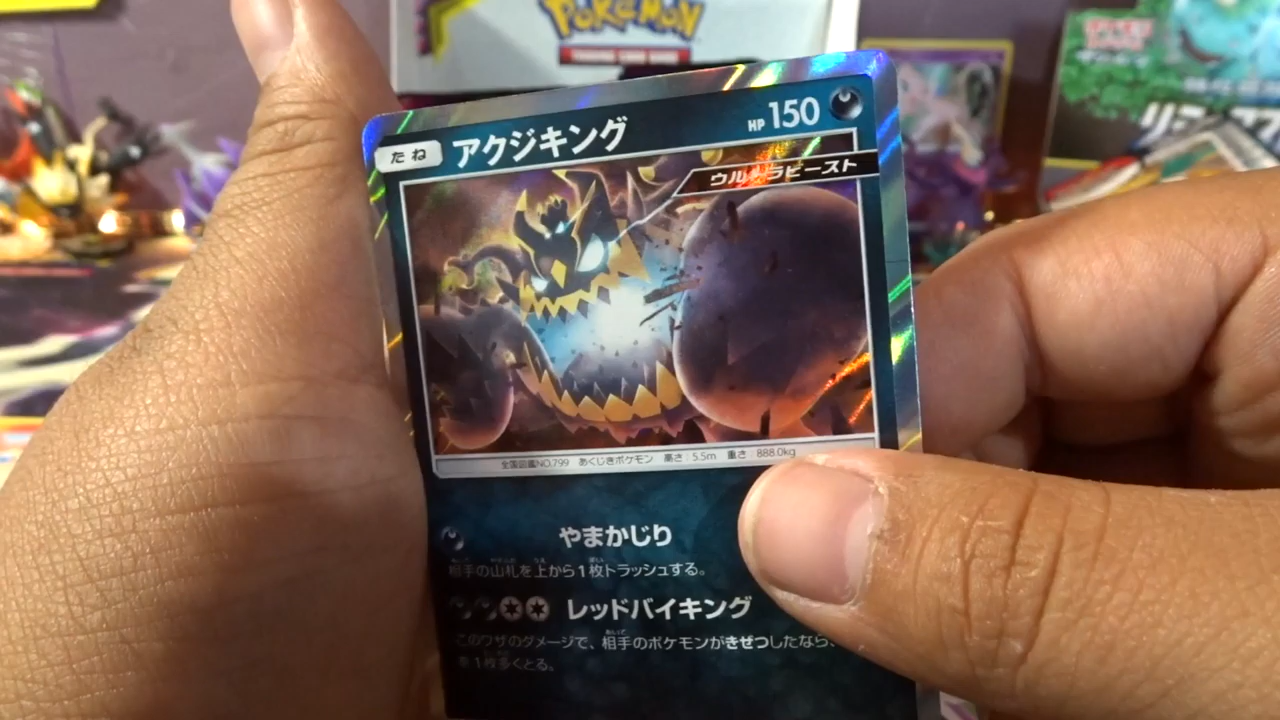 POKÉMON
TRADING CARD GAME
たね アクジキング HP 150
ウルトラビースト
全国図鑑NO.799 あくじきポケモン 高さ:5.5m 重さ:888.0kg
やまかじり
相手の山札を上から1枚トラッシュする。
レッドバイキング
このワザのダメージで、相手のポケモンがきぜつしたなら、
を1枚多くとる。